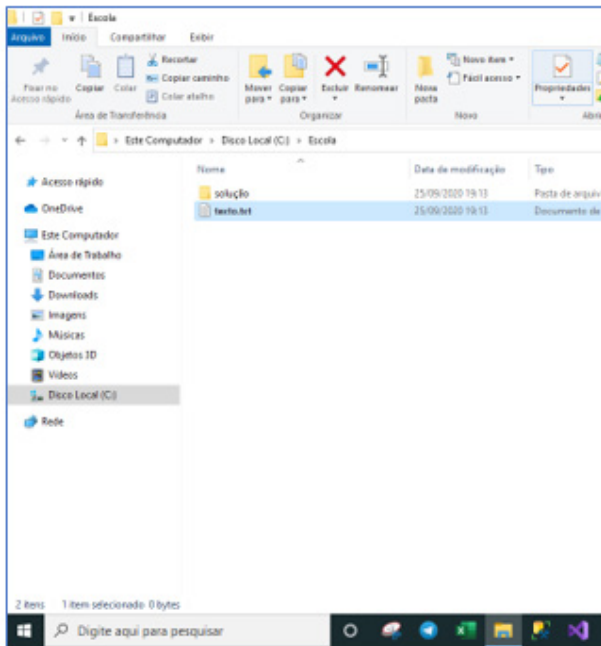 Escola
Arquivo Início Compartilhar Exibir
Fixar no Acesso rápido
Copiar
Colar
Recortar
Copiar caminho
Colar atalho
Área de Transferência
Mover para
Copiar para
Excluir
Renomear
Organizar
Nova pasta
Novo item
Fácil acesso
Novo
Propriedades
Este Computador > Disco Local (C:) > Escola
Nome Data de modificação Tipo
solução 25/09/2020 19:13 Pasta de arquiv
texto.txt 25/09/2020 19:13 Documento de
Acesso rápido
OneDrive
Este Computador
Área de Trabalho
Documentos
Downloads
Imagens
Músicas
Objetos 3D
Vídeos
Disco Local (C:)
Rede
2 itens 1 item selecionado 0 bytes
Digite aqui para pesquisar